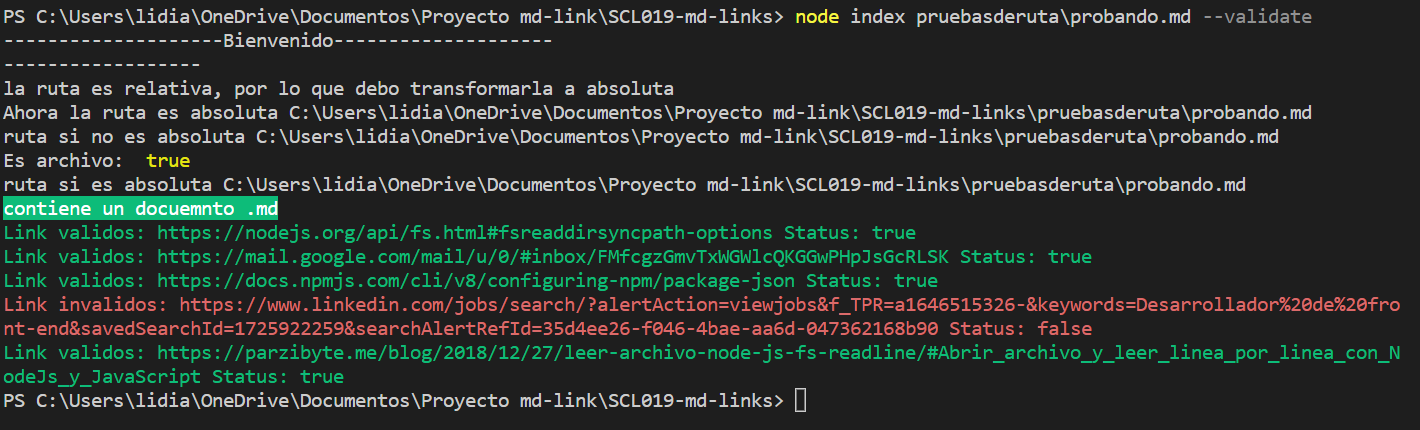 PS C:\Users\lidia\OneDrive\Documentos\Proyecto md-link\SCL019-md-links> node index pruebasderuta\probando.md --validate
--------------------Bienvenido--------------------
------------------
la ruta es relativa, por lo que debo transformarla a absoluta
Ahora la ruta es absoluta C:\Users\lidia\OneDrive\Documentos\Proyecto md-link\SCL019-md-links\pruebasderuta\probando.md
ruta si no es absoluta C:\Users\lidia\OneDrive\Documentos\Proyecto md-link\SCL019-md-links\pruebasderuta\probando.md
Es archivo:  true
ruta si es absoluta C:\Users\lidia\OneDrive\Documentos\Proyecto md-link\SCL019-md-links\pruebasderuta\probando.md
contiene un docuemnto .md
Link validos: https://nodejs.org/api/fs.html#fsreaddirsyncpath-options Status: true
Link validos: https://mail.google.com/mail/u/0/#inbox/FMfcgzGmvTxWGWlcQKGGwPHpJsGcRLSK Status: true
Link validos: https://docs.npmjs.com/cli/v8/configuring-npm/package-json Status: true
Link invalidos: https://www.linkedin.com/jobs/search/?alertAction=viewjobs&f_TPR=a1646515326-&keywords=Desarrollador%20de%20fro
nt-end&savedSearchId=1725922259&searchAlertRefId=35d4ee26-f046-4bae-aa6d-047362168b90 Status: false
Link validos: https://parzibyte.me/blog/2018/12/27/leer-archivo-node-js-fs-readline/#Abrir_archivo_y_leer_linea_por_linea_con_N
odeJs_y_JavaScript Status: true
PS C:\Users\lidia\OneDrive\Documentos\Proyecto md-link\SCL019-md-links>